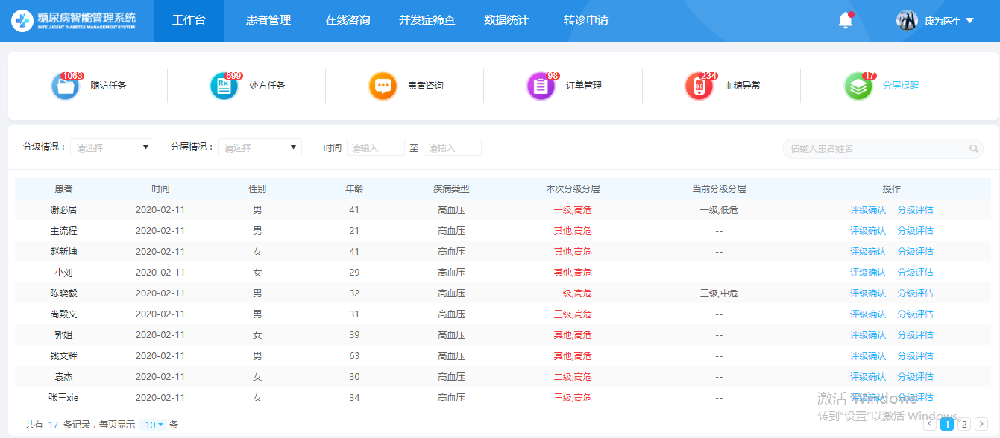 糖尿病智能管理系统 工作台 患者管理 在线咨询 并发症筛查 数据统计 转诊申请 康为医生
INTELLIGENT DIABETES MANAGEMENT SYSTEM
1063 随访任务 699 处方任务 患者咨询 98 订单管理 234 血糖异常 17 分层提醒
分级情况： 请选择 分层情况： 请选择 时间 请输入 至 请输入 请输入患者姓名
患者 时间 性别 年龄 疾病类型 本次分级分层 当前分级分层 操作
谢必居 2020-02-11 男 41 高血压 一级,高危 一级,低危 评级确认 分级评估
主流程 2020-02-11 男 21 高血压 其他,高危 -- 评级确认 分级评估
赵新坤 2020-02-11 女 41 高血压 其他,高危 -- 评级确认 分级评估
小刘 2020-02-11 女 29 高血压 其他,高危 -- 评级确认 分级评估
陈晓毅 2020-02-11 男 32 高血压 二级,高危 三级,中危 评级确认 分级评估
尚殿义 2020-02-11 男 31 高血压 三级,高危 -- 评级确认 分级评估
郭姐 2020-02-11 女 39 高血压 其他,高危 -- 评级确认 分级评估
钱文辉 2020-02-11 男 63 高血压 其他,高危 -- 评级确认 分级评估
袁杰 2020-02-11 女 30 高血压 二级,高危 -- 评级确认 分级评估
张三xie 2020-02-11 女 34 高血压 三级,高危 -- 评级确认 分级评估
激活 Windows
转到"设置"以激活 Windows。
共有 17 条记录，每页显示 10 条 < 1 2 >